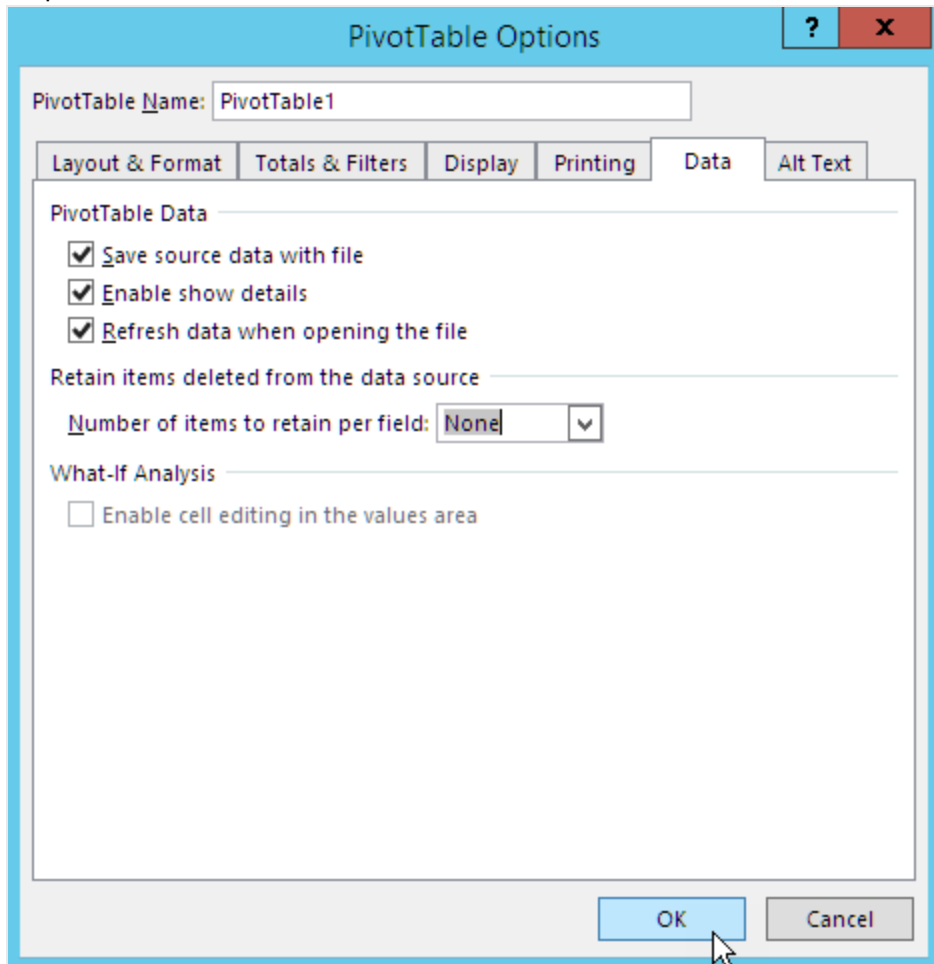 PivotTable Options
?
x
PivotTable Name: PivotTable1
Layout & Format Totals & Filters Display Printing Data Alt Text
PivotTable Data
Save source data with file
Enable show details
Refresh data when opening the file
Retain items deleted from the data source
Number of items to retain per field: None
What-If Analysis
Enable cell editing in the values area
OK Cancel